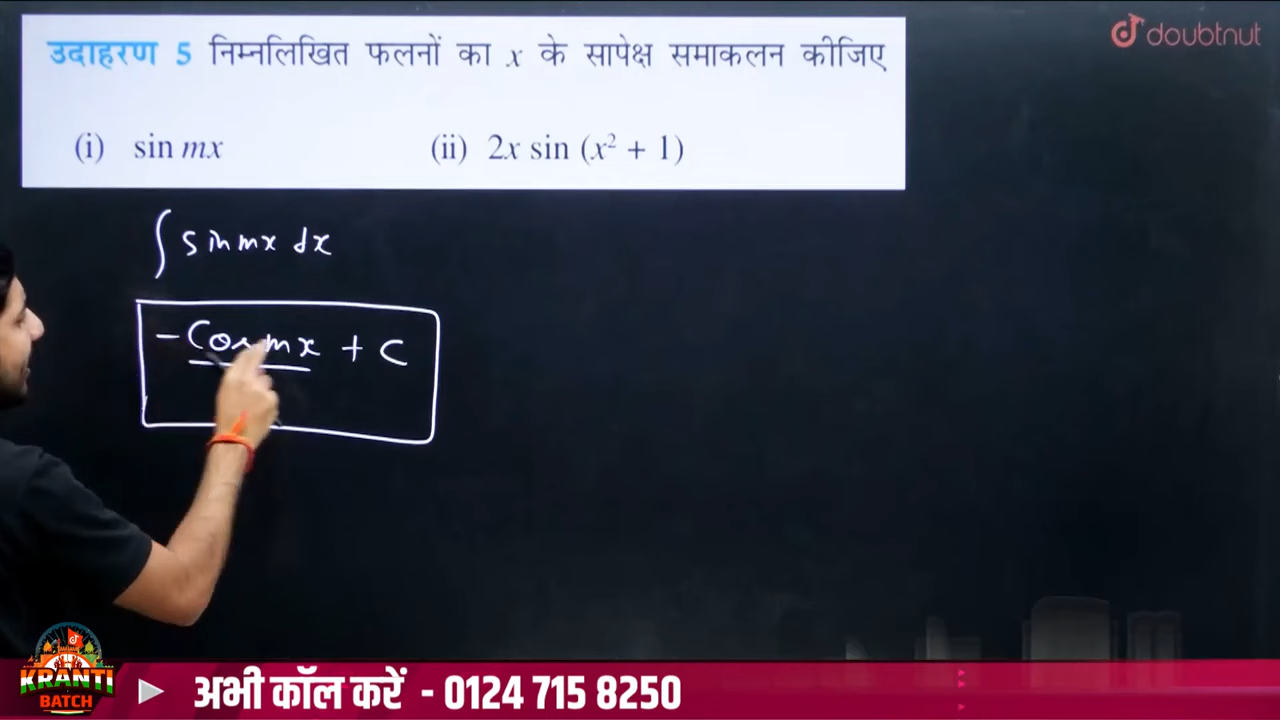 उदाहरण 5 निम्नलिखित फलनों का x के सापेक्ष समाकलन कीजिए
doubtnut
(i) sin mx (ii) 2x sin (x² + 1)
∫ sin mx dx
- Cos mx + C
KRANTI
BATCH
अभी कॉल करें - 0124 715 8250